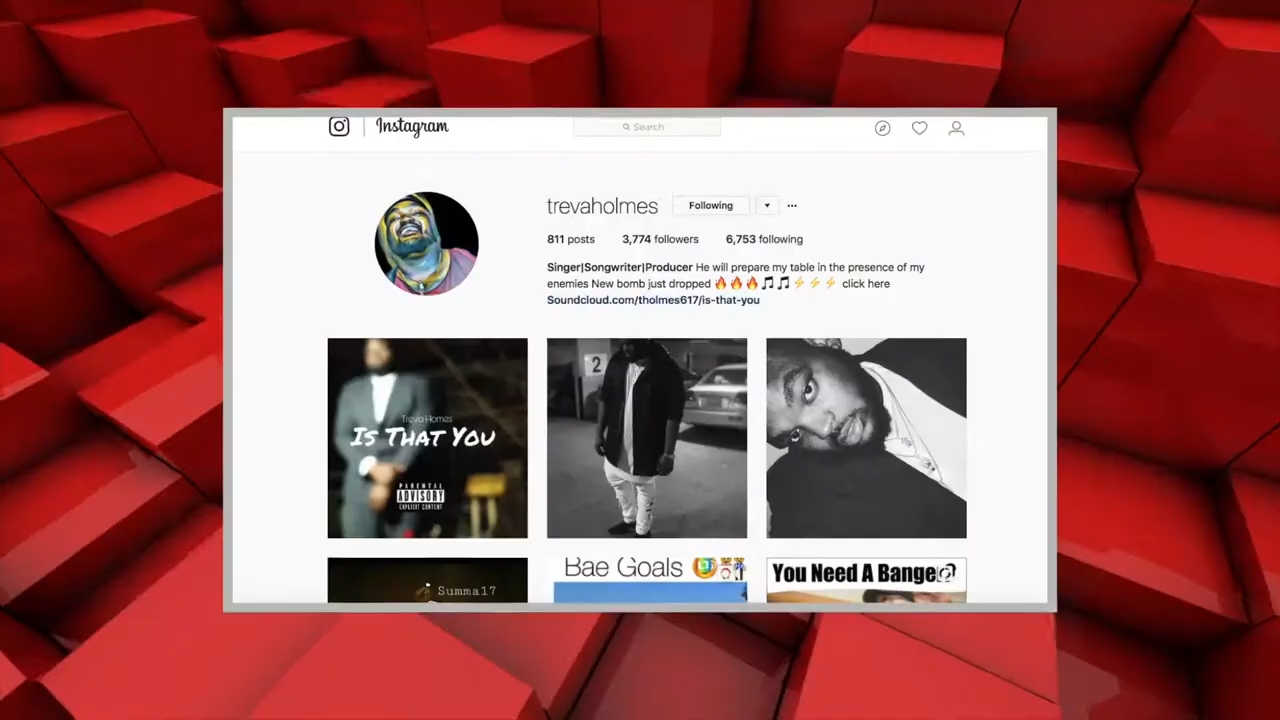 Instagram
Search
trevaholmes Following
811 posts 3,774 followers 6,753 following
Singer|Songwriter|Producer He will prepare my table in the presence of my
enemies New bomb just dropped 🔥🔥🔥🎵🎵⚡⚡⚡ click here
Soundcloud.com/tholmes617/is-that-you
Treva Homes
IS THAT YOU
PARENTAL
ADVISORY
EXPLICIT CONTENT
2
Summa17
Bae Goals
You Need A Banger